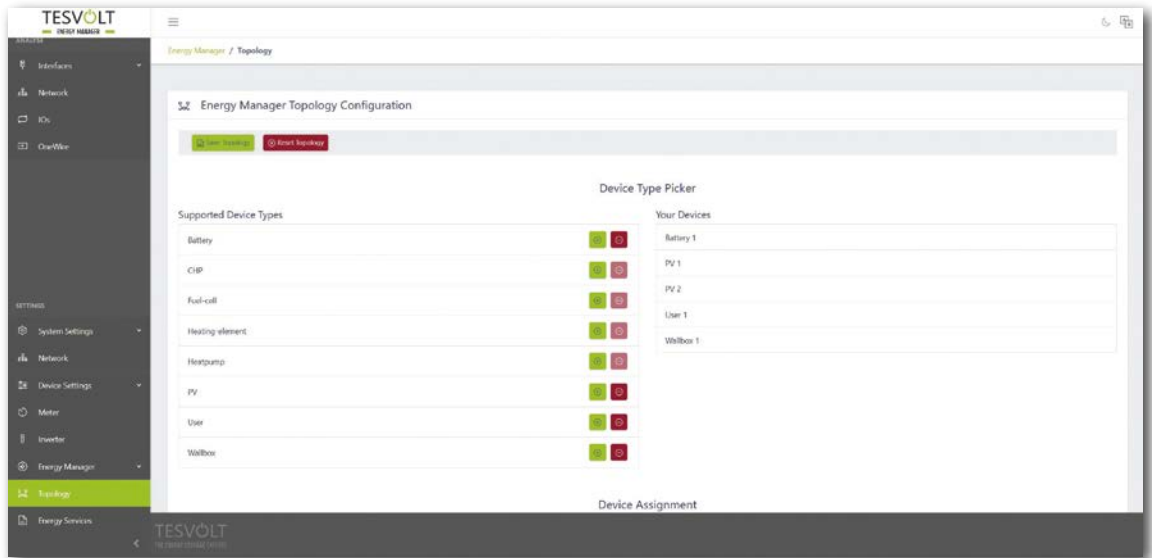 TESVOLT
ENERGY MANAGER
ANALYSE
Interfaces
Network
IOs
OneWire
SETTINGS
System Settings
Network
Device Settings
Meter
Inverter
Energy Manager
Topology
Energy Services
Energy Manager / Topology
Energy Manager Topology Configuration
Save Topology
Reset Topology
Device Type Picker
Supported Device Types
Battery
CHP
Fuel-cell
Heating-element
Heatpump
PV
User
Wallbox
Your Devices
Battery 1
PV 1
PV 2
User 1
Wallbox 1
Device Assignment
TESVOLT